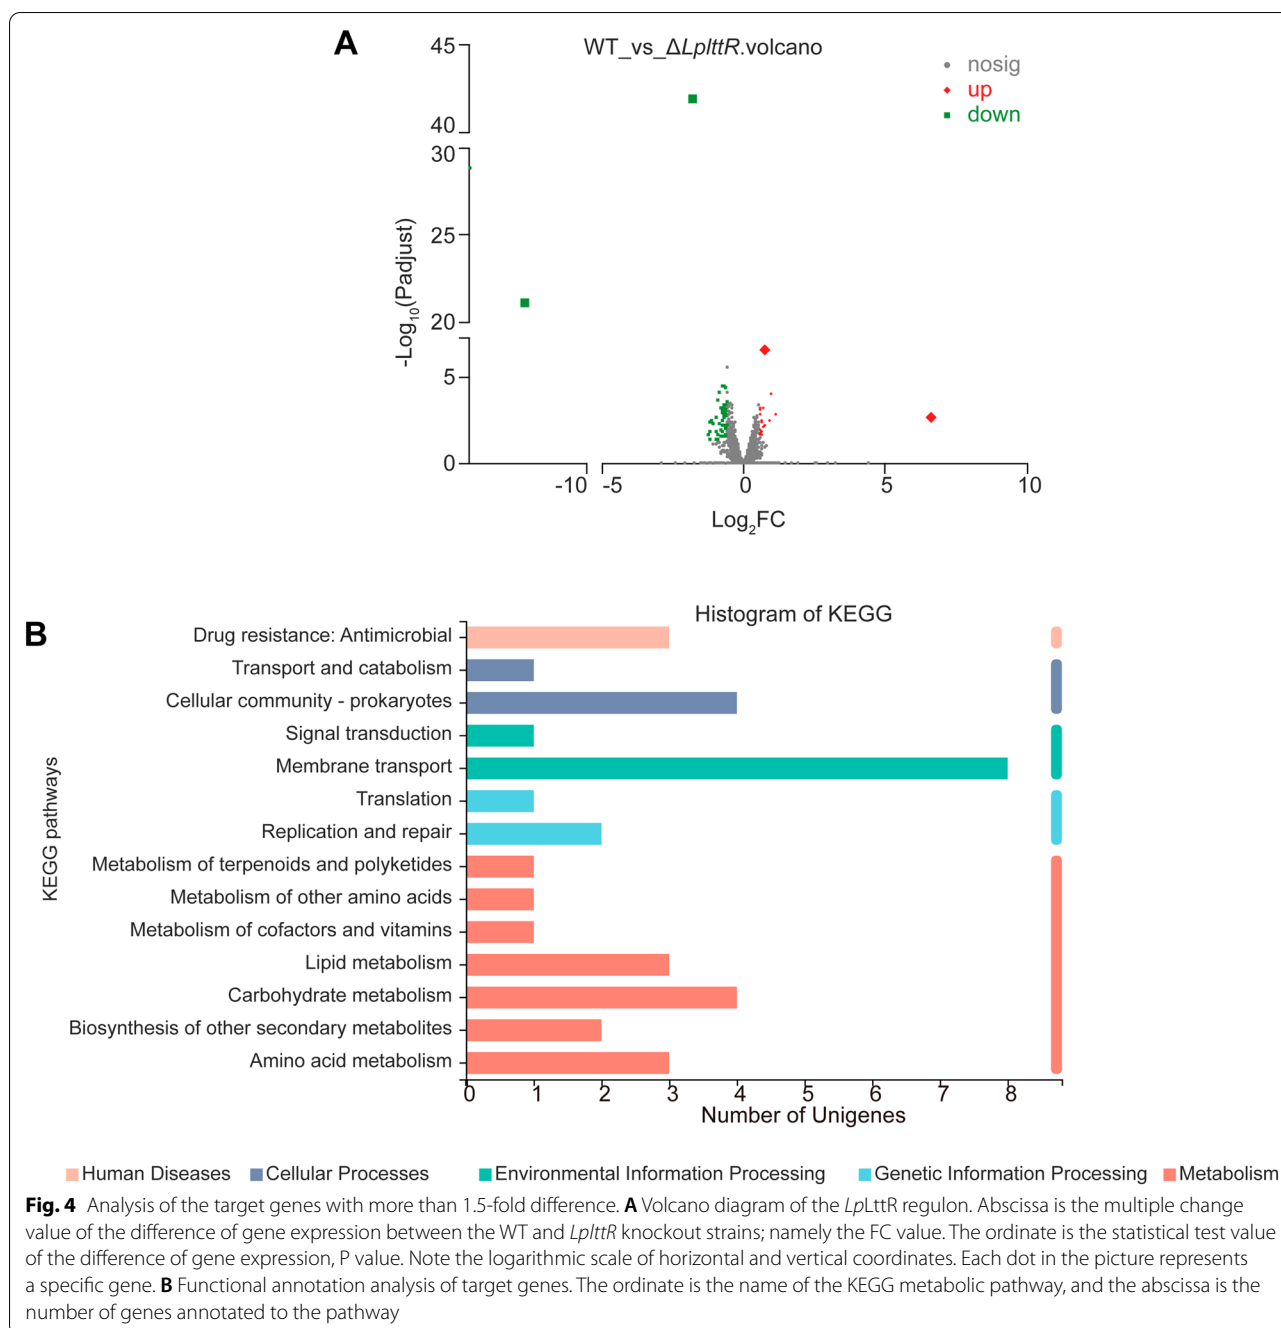 A
WT_vs_ΔLplttR.volcano
nosig
up
down
45
40
30
25
20
5
0
-Log10(Padjust)
-10
-5
0
5
10
Log2FC
B
Histogram of KEGG
KEGG pathways
Drug resistance: Antimicrobial
Transport and catabolism
Cellular community - prokaryotes
Signal transduction
Membrane transport
Translation
Replication and repair
Metabolism of terpenoids and polyketides
Metabolism of other amino acids
Metabolism of cofactors and vitamins
Lipid metabolism
Carbohydrate metabolism
Biosynthesis of other secondary metabolites
Amino acid metabolism
0 1 2 3 4 5 6 7 8
Number of Unigenes
Human Diseases Cellular Processes Environmental Information Processing Genetic Information Processing Metabolism
Fig. 4 Analysis of the target genes with more than 1.5-fold difference. A Volcano diagram of the LpLttR regulon. Abscissa is the multiple change
value of the difference of gene expression between the WT and LplttR knockout strains; namely the FC value. The ordinate is the statistical test value
of the difference of gene expression, P value. Note the logarithmic scale of horizontal and vertical coordinates. Each dot in the picture represents
a specific gene. B Functional annotation analysis of target genes. The ordinate is the name of the KEGG metabolic pathway, and the abscissa is the
number of genes annotated to the pathway